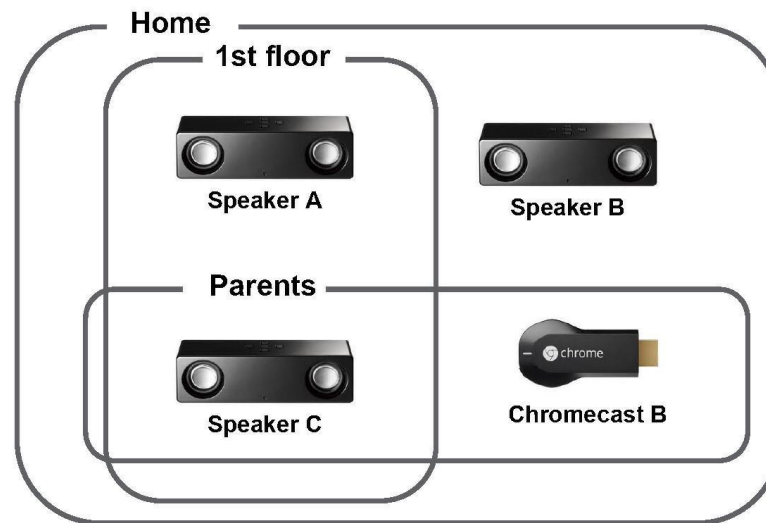 Home
1st floor
Speaker A
Speaker B
Parents
chrome
Speaker C
Chromecast B